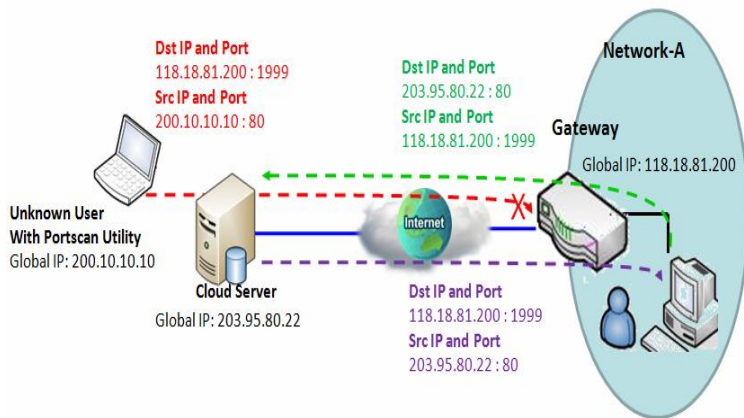 Network-A
Dst IP and Port
118.18.81.200 : 1999
Src IP and Port
200.10.10.10 : 80
Dst IP and Port
203.95.80.22 : 80
Src IP and Port
118.18.81.200 : 1999
Gateway
Global IP: 118.18.81.200
Unknown User
With Portscan Utility
Global IP: 200.10.10.10
Internet
Cloud Server
Global IP: 203.95.80.22
Dst IP and Port
118.18.81.200 : 1999
Src IP and Port
203.95.80.22 : 80